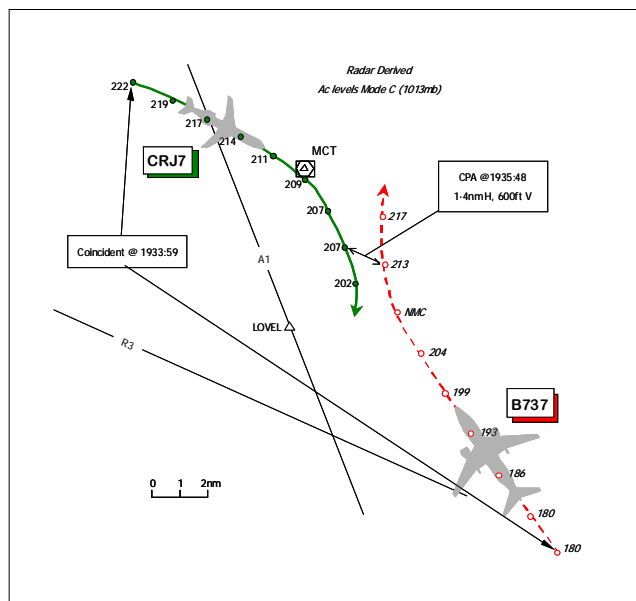 Radar Derived
Ac levels Mode C (1013mb)
222
219
217
214
211
209
207
207
202
CRJ7
MCT
CPA @1935:48
1·4nmH, 600ft V
217
213
NMC
204
199
193
186
180
180
Coincident @ 1933:59
A1
LOVEL
R3
B737
0 1 2nm